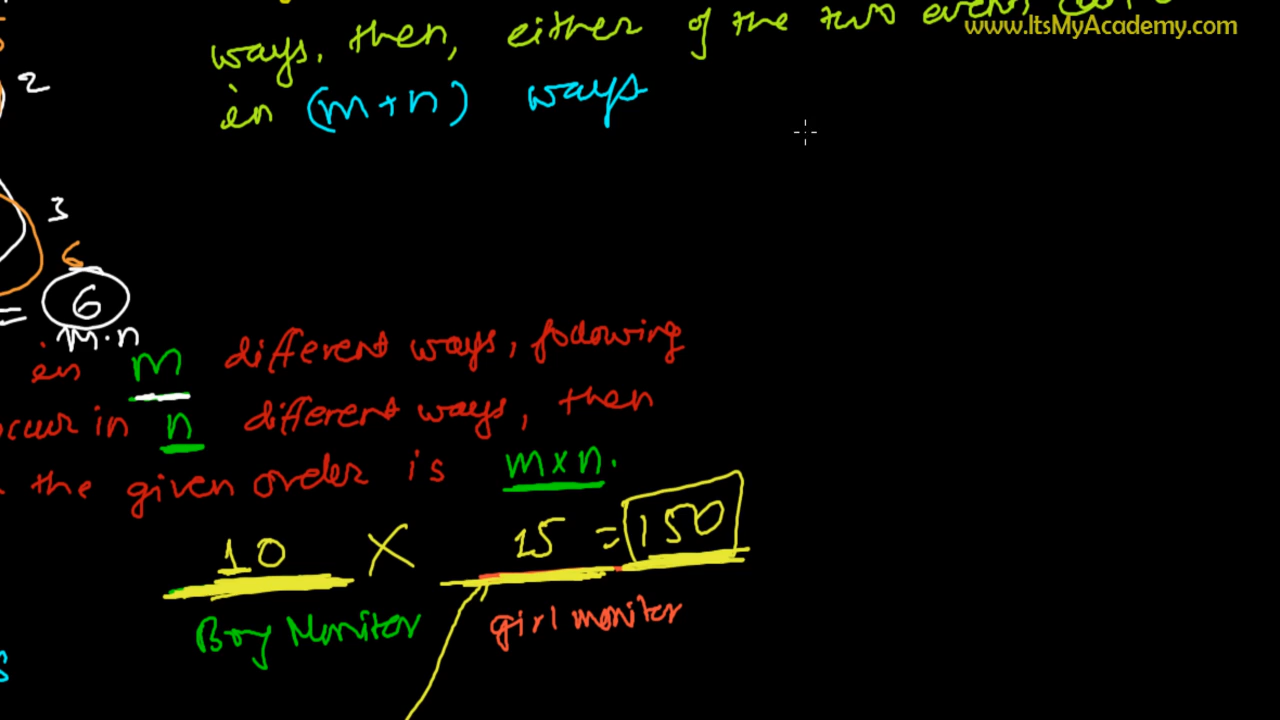 www.ItsMyAcademy.com
ways, then, either of the two events
in (m+n) ways
2
3
6
= 6
m.n
in m different ways, following
occur in n different ways, then
the given order is m×n.
10 × 15 = 150
Boy Monitor girl monitor